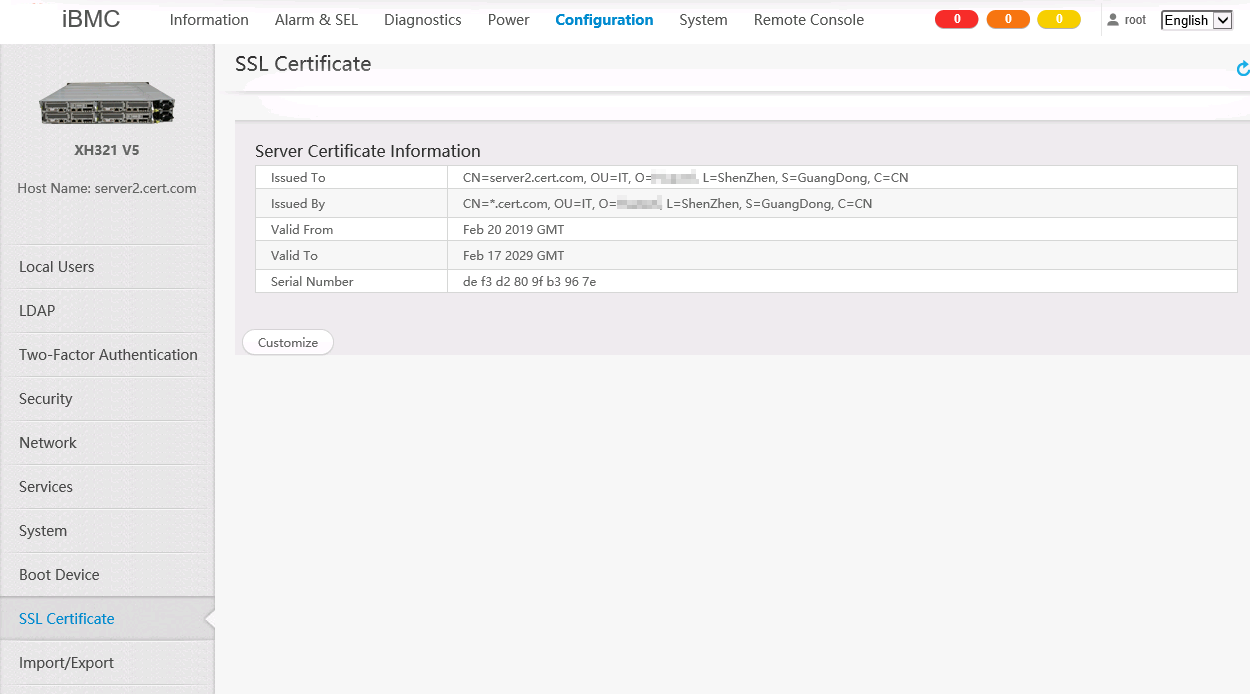 iBMC Information Alarm & SEL Diagnostics Power Configuration System Remote Console 0 0 0 root English
SSL Certificate
XH321 V5
Host Name: server2.cert.com
Local Users
LDAP
Two-Factor Authentication
Security
Network
Services
System
Boot Device
SSL Certificate
Import/Export
Server Certificate Information
Issued To CN=server2.cert.com, OU=IT, O= , L=ShenZhen, S=GuangDong, C=CN
Issued By CN=*.cert.com, OU=IT, O= , L=ShenZhen, S=GuangDong, C=CN
Valid From Feb 20 2019 GMT
Valid To Feb 17 2029 GMT
Serial Number de f3 d2 80 9f b3 96 7e
Customize